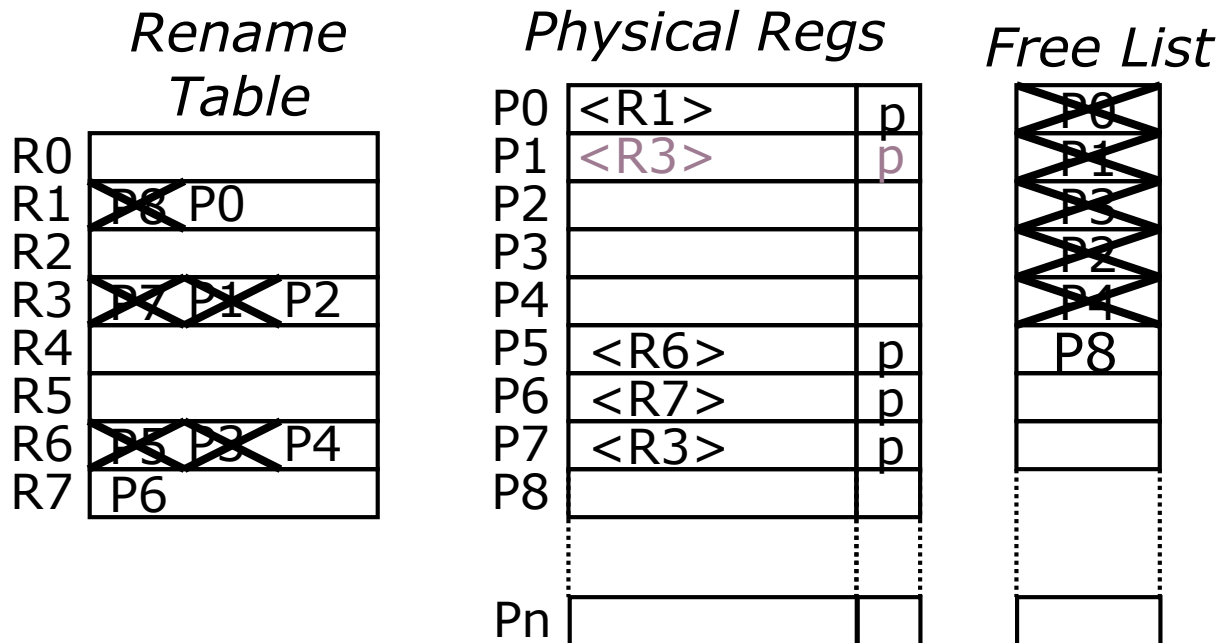 Rename Table
R0
R1 P8 P0
R2
R3 P7 P1 P2
R4
R5
R6 P5 P3 P4
R7 P6
Physical Regs
P0 <R1> p
P1 <R3> p
P2
P3
P4
P5 <R6> p
P6 <R7> p
P7 <R3> p
P8
Pn
Free List
P0
P1
P3
P2
P4
P8